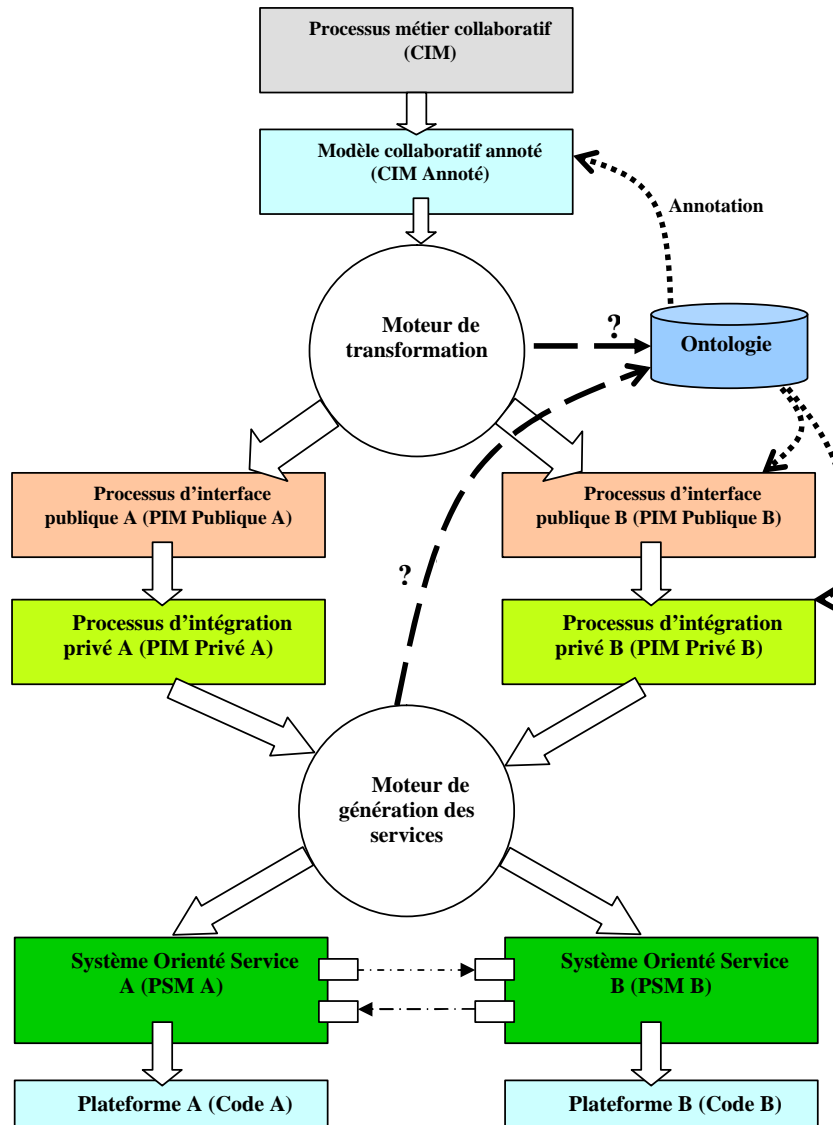 Processus métier collaboratif
(CIM)
Modèle collaboratif annoté
(CIM Annoté)
Annotation
Moteur de
transformation
?
Ontologie
Processus d'interface
publique A (PIM Publique A)
Processus d'interface
publique B (PIM Publique B)
?
Processus d'intégration
privé A (PIM Privé A)
Processus d'intégration
privé B (PIM Privé B)
Moteur de
génération des
services
Système Orienté Service
A (PSM A)
Système Orienté Service
B (PSM B)
Plateforme A (Code A)
Plateforme B (Code B)